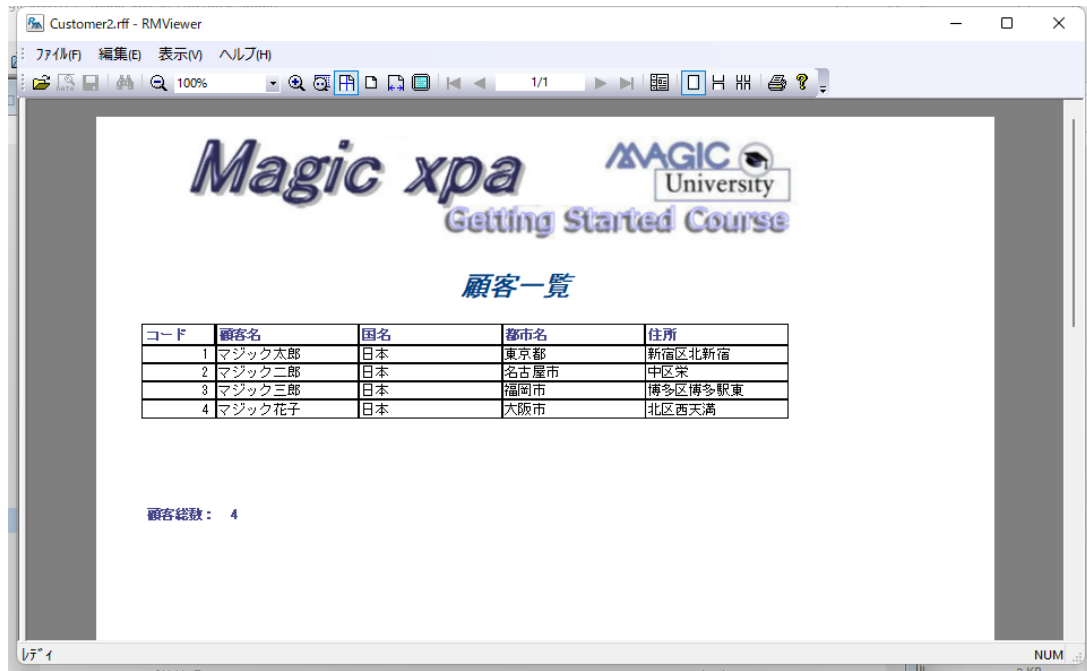 Customer2.rff - RMViewer
ファイル(F) 編集(E) 表示(V) ヘルプ(H)
100% 1/1
Magic xpa
MAGIC
University
Getting Started Course
顧客一覧
コード 顧客名 国名 都市名 住所
1 マジック太郎 日本 東京都 新宿区北新宿
2 マジック二郎 日本 名古屋市 中区栄
3 マジック三郎 日本 福岡市 博多区博多駅東
4 マジック花子 日本 大阪市 北区西天満
顧客総数： 4
レディ NUM